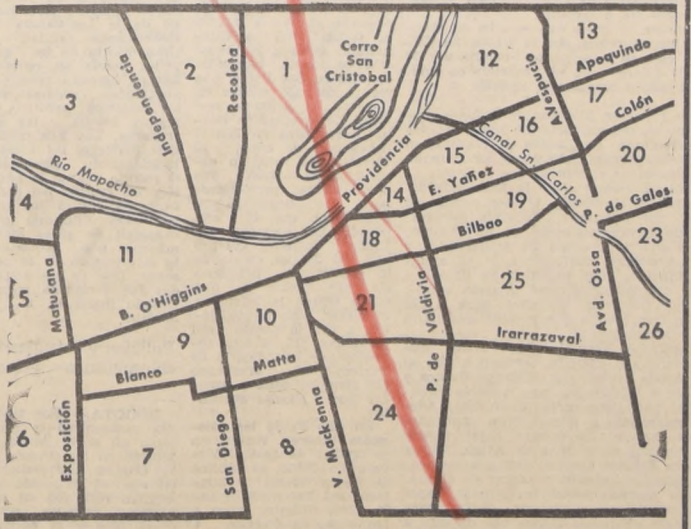 13
Cerro
San
Cristobal
12
Apoquindo
Independencia
2
Recoleta
1
A.Vespucio
17
3
Colón
16
Canal Sn. Carlos
Providencia
15
20
Río Mapocho
E. Yañez
4
14
19
P. de Gales
Bilbao
23
18
11
Matucana
Valdivia
25
Avd. Ossa
5
B. O'Higgins
21
10
26
9
Irarrazaval
Matta
P. de
Blanco
24
Exposición
San Diego
V. Mackenna
6
7
8